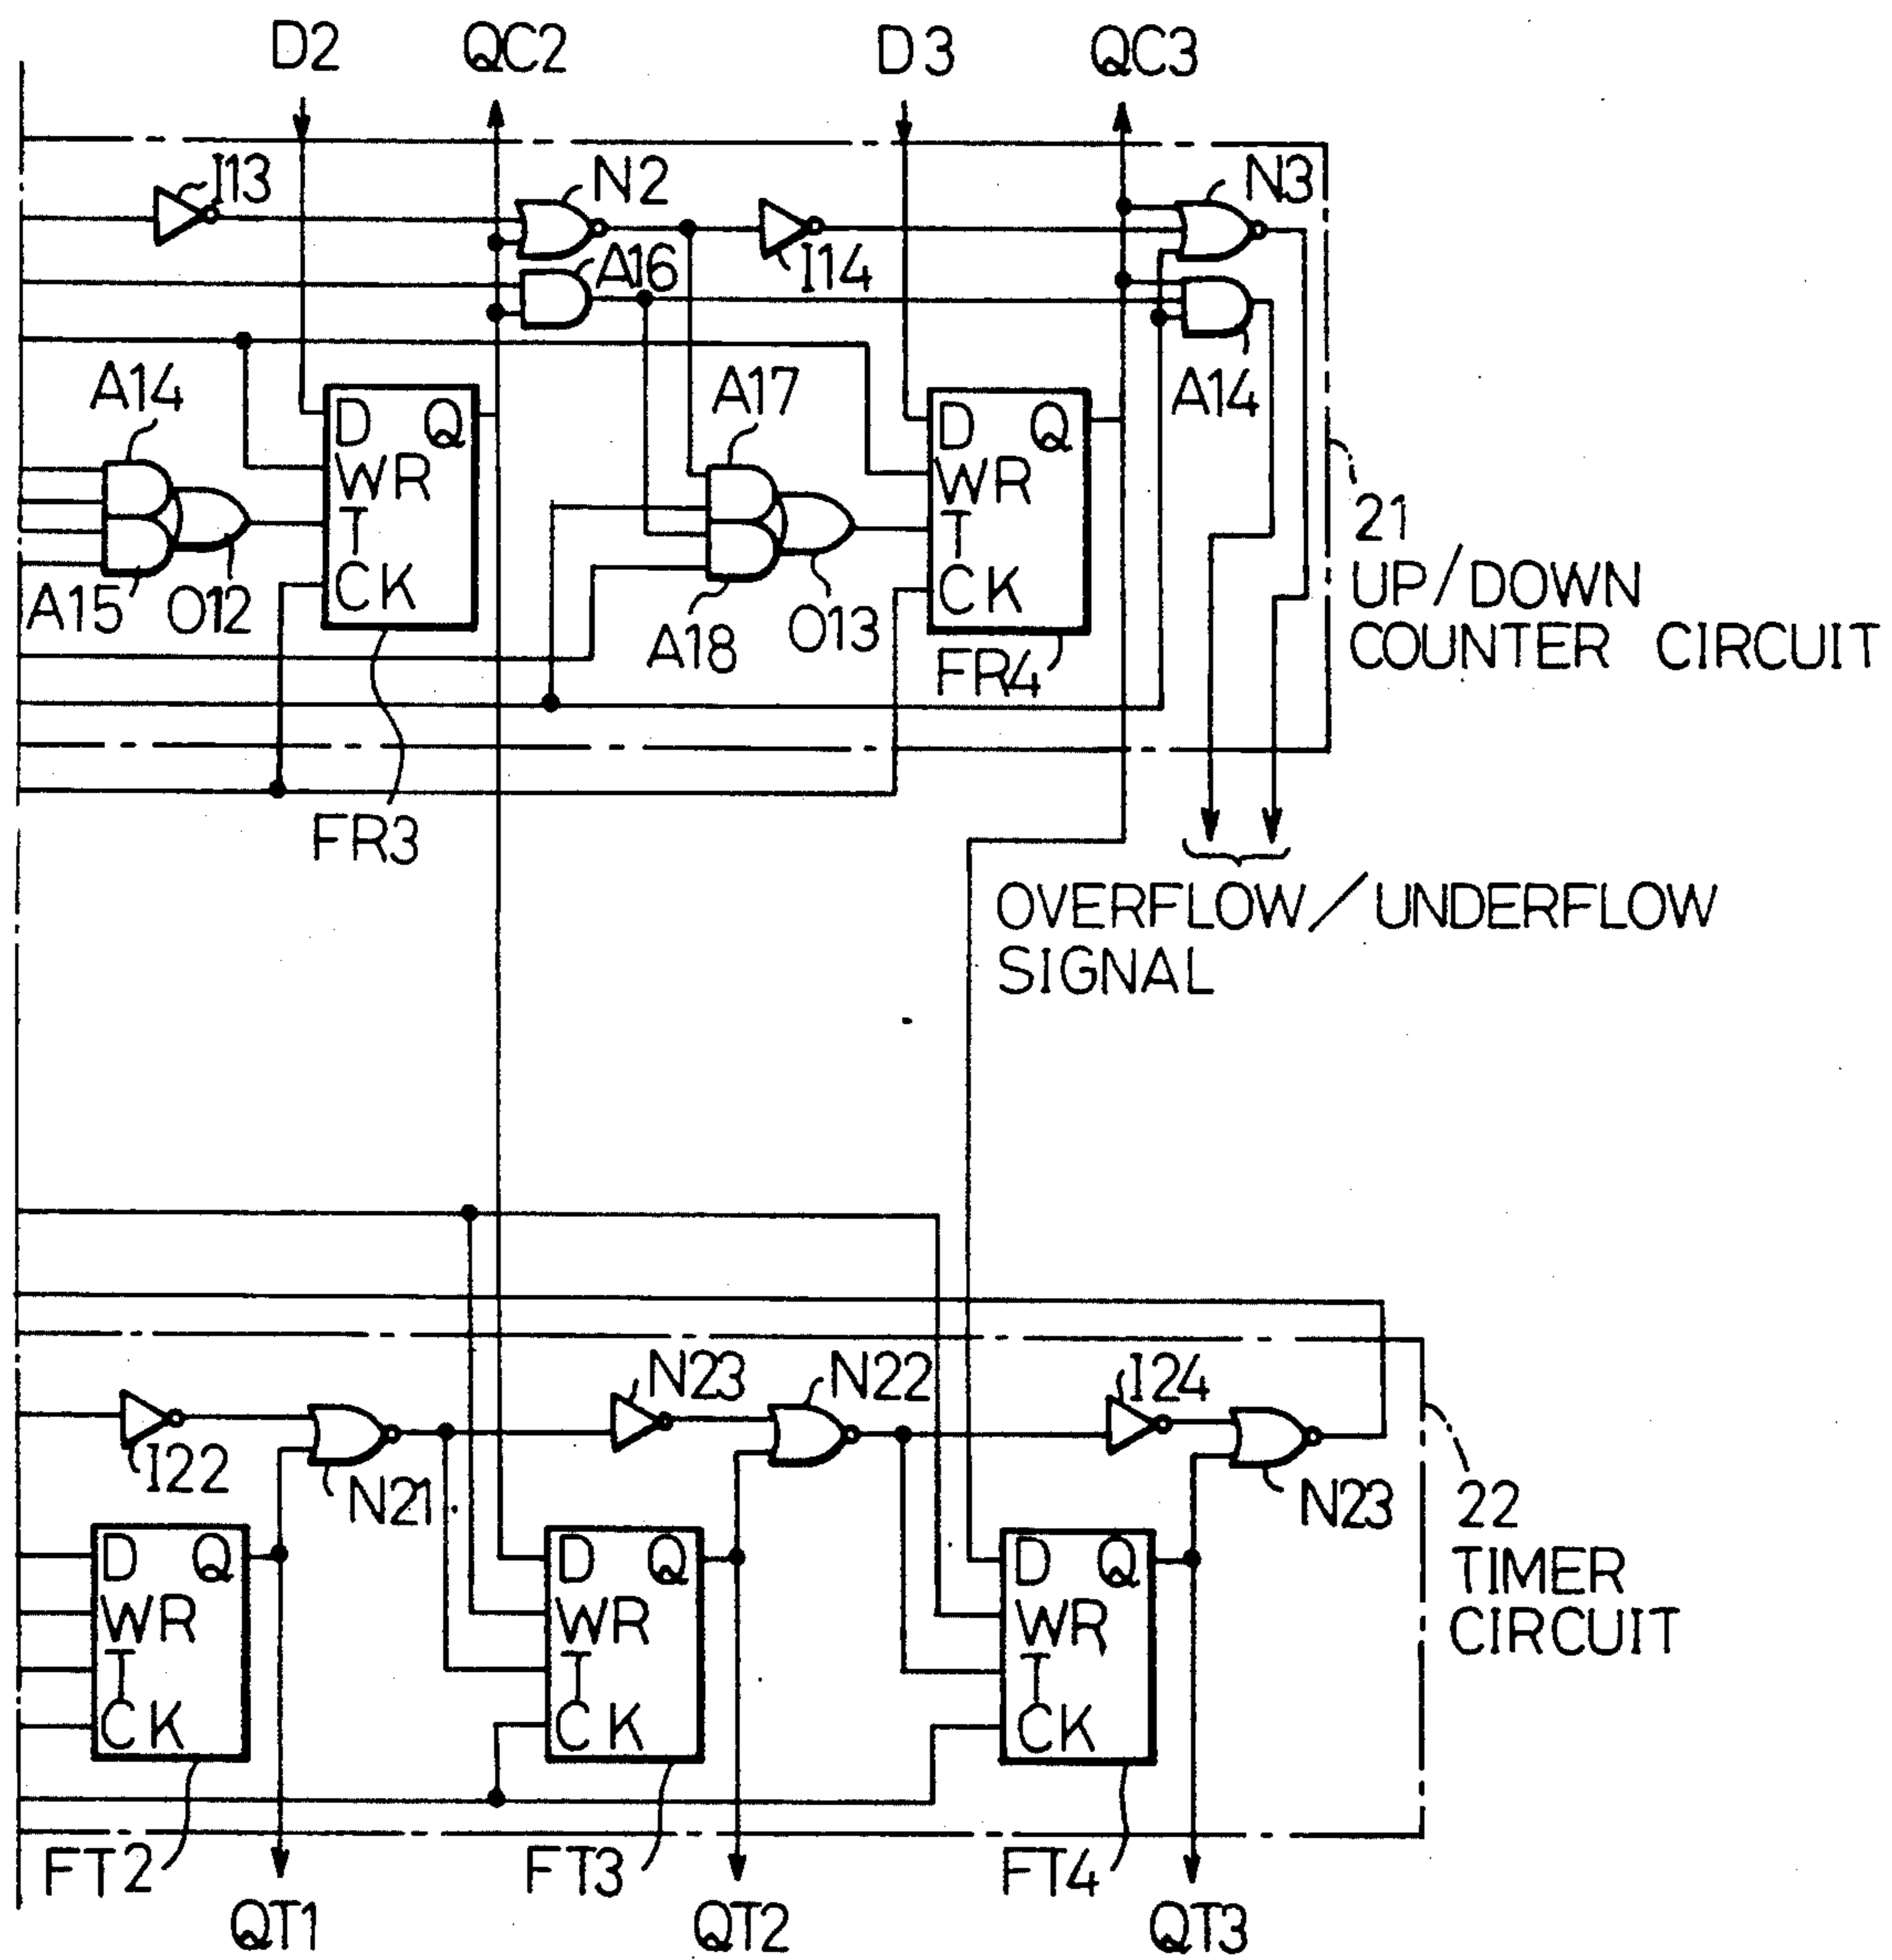 D2
QC2
D3
QC3
I13
N2
N3
A16
I14
A14
A17
A14
D Q
WR
T
CK
D Q
WR
T
CK
A15
O12
A18
O13
FR4
21
UP/DOWN
COUNTER CIRCUIT
FR3
OVERFLOW/UNDERFLOW
SIGNAL
N23
N22
I24
I22
N21
N23
22
TIMER
CIRCUIT
D Q
WR
T
CK
D Q
WR
T
CK
D Q
WR
T
CK
FT2
FT3
FT4
QT1
QT2
QT3